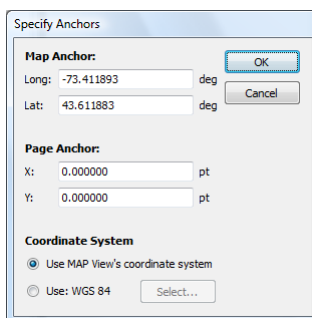 Specify Anchors
Map Anchor:
OK
Long: -73.411893 deg
Cancel
Lat: 43.611883 deg
Page Anchor:
X: 0.000000 pt
Y: 0.000000 pt
Coordinate System
Use MAP View's coordinate system
Use: WGS 84 Select...